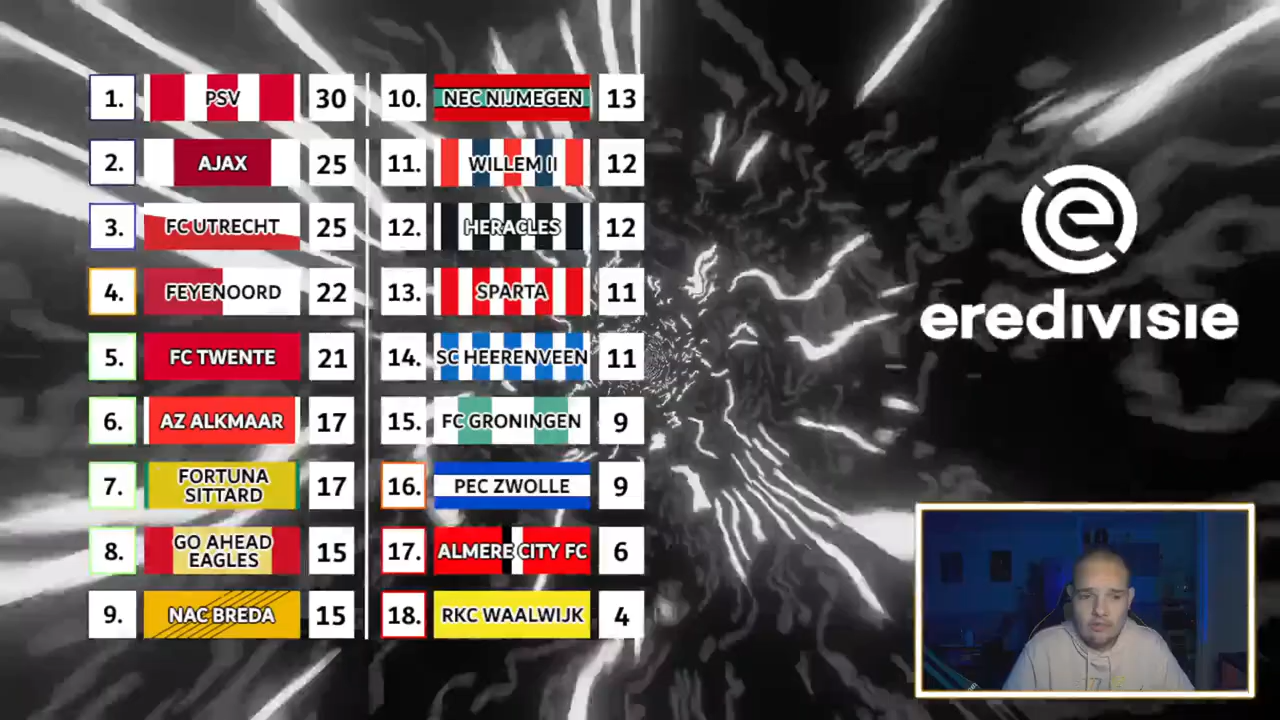 1. PSV 30
2. AJAX 25
3. FC UTRECHT 25
4. FEYENOORD 22
5. FC TWENTE 21
6. AZ ALKMAAR 17
7. FORTUNA SITTARD 17
8. GO AHEAD EAGLES 15
9. NAC BREDA 15
10. NEC NIJMEGEN 13
11. WILLEM II 12
12. HERACLES 12
13. SPARTA 11
14. SC HEERENVEEN 11
15. FC GRONINGEN 9
16. PEC ZWOLLE 9
17. ALMERE CITY FC 6
18. RKC WAALWIJK 4
eredivisie